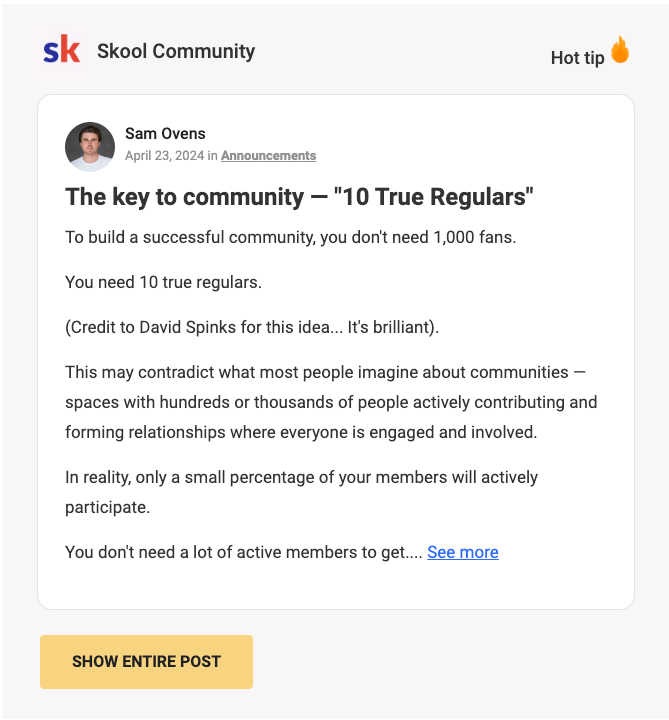 sk Skool Community
Hot tip
Sam Ovens
April 23, 2024 in Announcements
The key to community — "10 True Regulars"
To build a successful community, you don't need 1,000 fans.
You need 10 true regulars.
(Credit to David Spinks for this idea... It's brilliant).
This may contradict what most people imagine about communities —
spaces with hundreds or thousands of people actively contributing and
forming relationships where everyone is engaged and involved.
In reality, only a small percentage of your members will actively
participate.
You don't need a lot of active members to get.... See more
SHOW ENTIRE POST